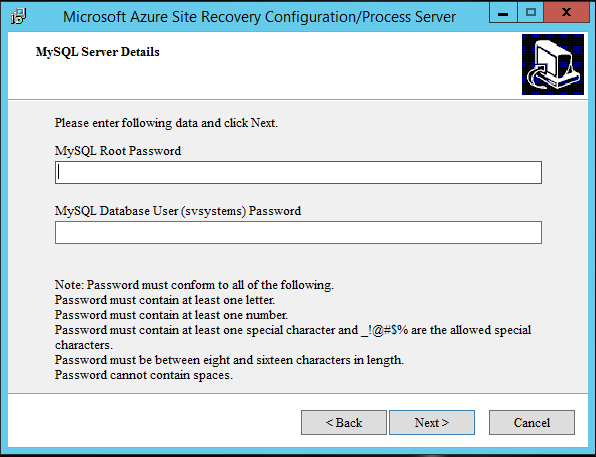 Microsoft Azure Site Recovery Configuration/Process Server
MySQL Server Details
Please enter following data and click Next.
MySQL Root Password
MySQL Database User (svsystems) Password
Note: Password must conform to all of the following.
Password must contain at least one letter.
Password must contain at least one number.
Password must contain at least one special character and _!@#$% are the allowed special
characters.
Password must be between eight and sixteen characters in length.
Password cannot contain spaces.
< Back Next > Cancel